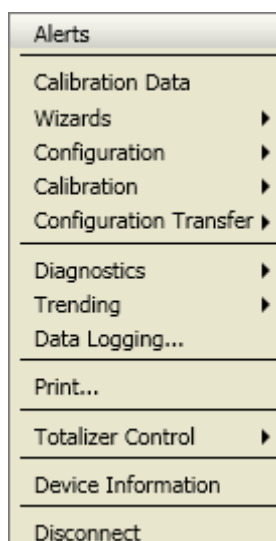 Alerts
Calibration Data
Wizards
Configuration
Calibration
Configuration Transfer
Diagnostics
Trending
Data Logging...
Print...
Totalizer Control
Device Information
Disconnect